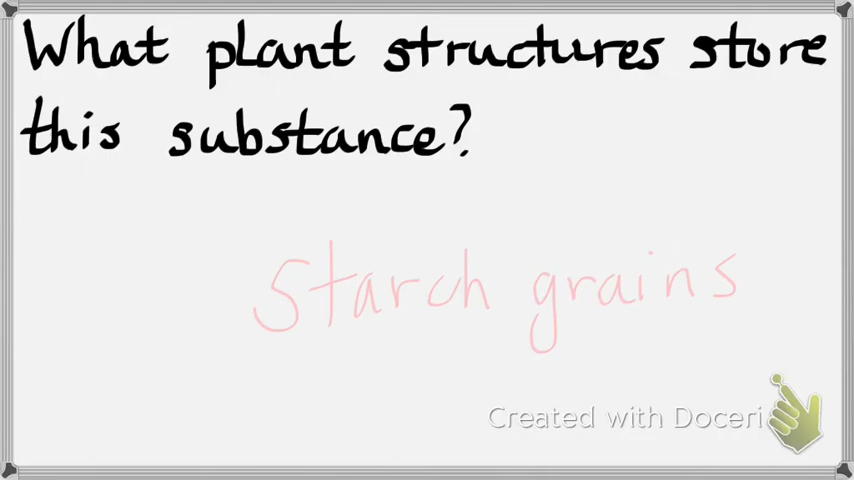 What plant structures store
this substance?
Starch grains
Created with Doceri